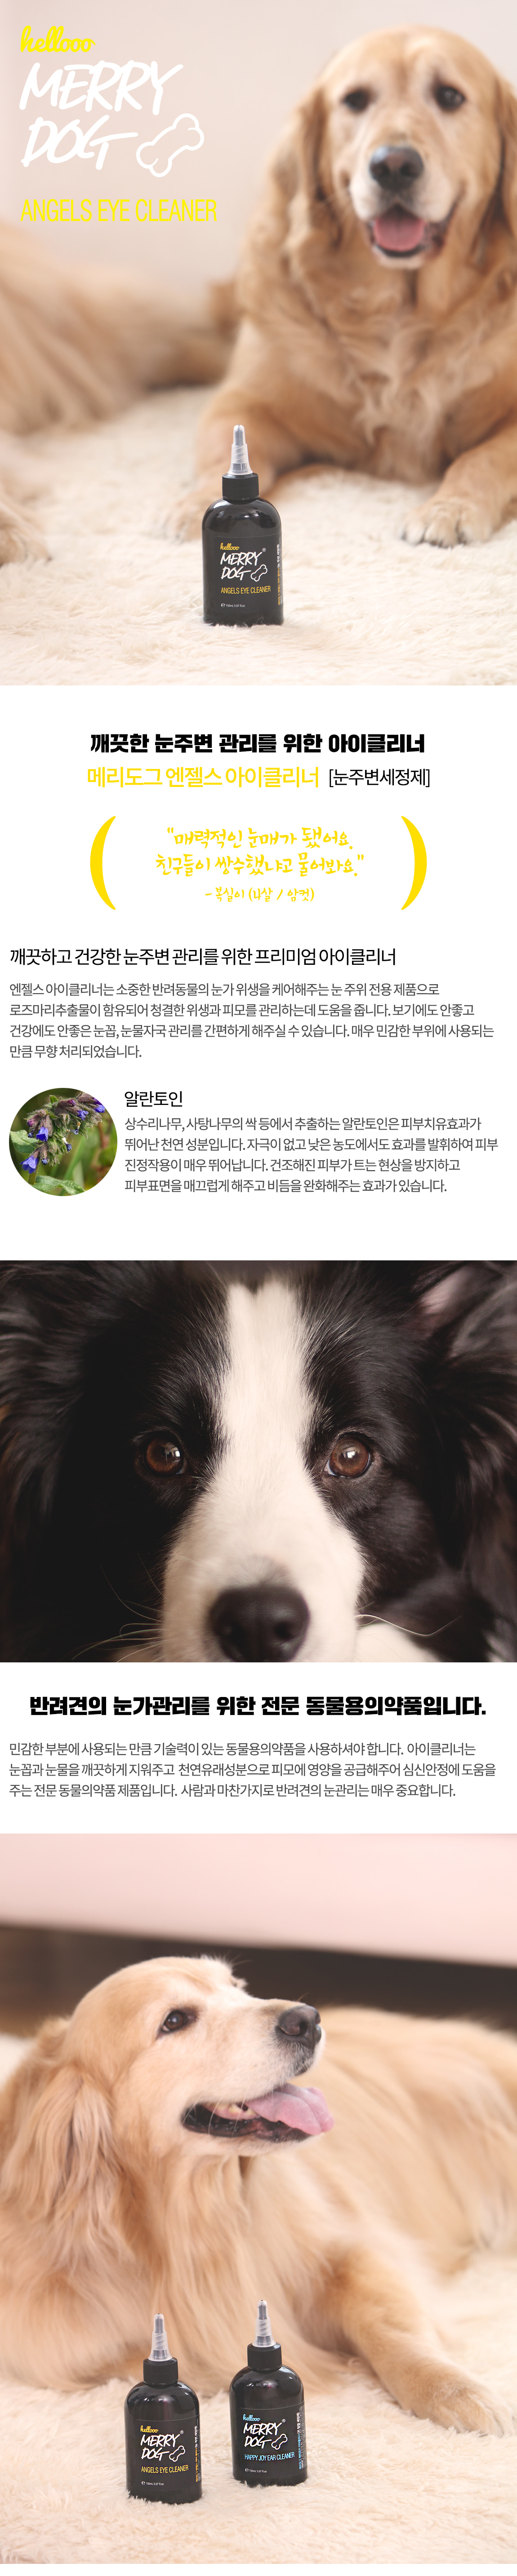 hellooo
MERRY
DOG
ANGELS EYE CLEANER
hellooo
MERRY
DOG
ANGELS EYE CLEANER
깨끗한 눈주변 관리를 위한 아이클리너
메리도그 엔젤스 아이클리너 [눈주변세정제]
"매력적인 눈매가 됐어요.
친구들이 쌍수했냐고 물어봐요."
- 복실이 (4살 / 암컷)
깨끗하고 건강한 눈주변 관리를 위한 프리미엄 아이클리너
엔젤스 아이클리너는 소중한 반려동물의 눈가 위생을 케어해주는 눈 주위 전용 제품으로
로즈마리추출물이 함유되어 청결한 위생과 피모를 관리하는데 도움을 줍니다. 보기에도 안좋고
건강에도 안좋은 눈꼽, 눈물자국 관리를 간편하게 해주실 수 있습니다. 매우 민감한 부위에 사용되는
만큼 무향 처리되었습니다.
알란토인
상수리나무, 사탕나무의 싹 등에서 추출하는 알란토인은 피부치유효과가
뛰어난 천연 성분입니다. 자극이 없고 낮은 농도에서도 효과를 발휘하여 피부
진정작용이 매우 뛰어납니다. 건조해진 피부가 트는 현상을 방지하고
피부표면을 매끄럽게 해주고 비듬을 완화해주는 효과가 있습니다.
반려견의 눈가관리를 위한 전문 동물용의약품입니다.
민감한 부분에 사용되는 만큼 기술력이 있는 동물용의약품을 사용하셔야 합니다. 아이클리너는
눈꼽과 눈물을 깨끗하게 지워주고 천연유래성분으로 피모에 영양을 공급해주어 심신안정에 도움을
주는 전문 동물의약품 제품입니다. 사람과 마찬가지로 반려견의 눈관리는 매우 중요합니다.
hellooo
MERRY
DOG
ANGELS EYE CLEANER
hellooo
MERRY
DOG
HAPPY JOY EAR CLEANER